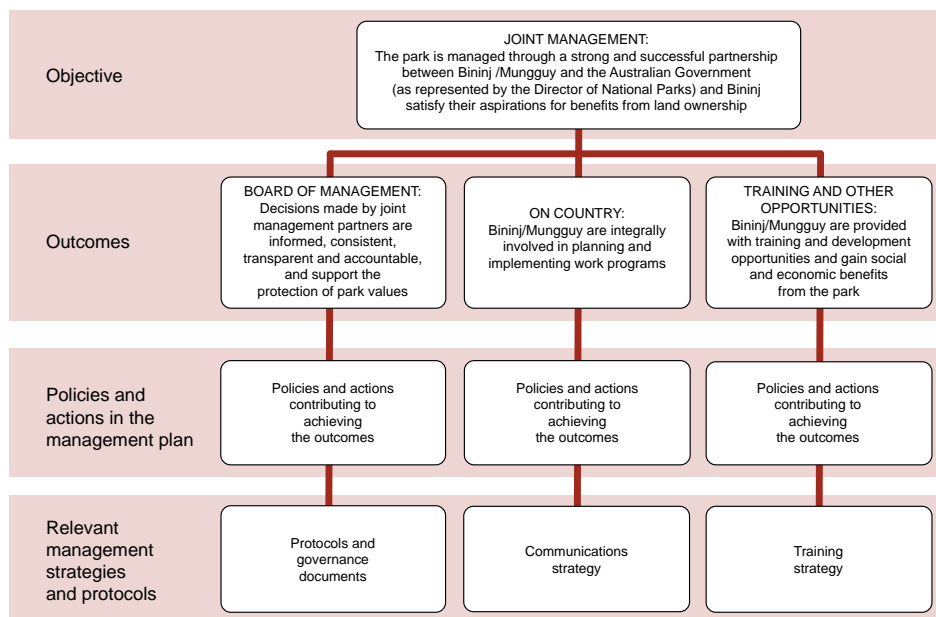 Objective
JOINT MANAGEMENT:
The park is managed through a strong and successful partnership
between Bininj /Mungguy and the Australian Government
(as represented by the Director of National Parks) and Bininj
satisfy their aspirations for benefits from land ownership
Outcomes
BOARD OF MANAGEMENT:
Decisions made by joint
management partners are
informed, consistent,
transparent and accountable,
and support the
protection of park values
ON COUNTRY:
Bininj/Mungguy are integrally
involved in planning and
implementing work programs
TRAINING AND OTHER
OPPORTUNITIES:
Bininj/Mungguy are provided
with training and development
opportunities and gain social
and economic benefits
from the park
Policies and
actions in the
management plan
Policies and actions
contributing to
achieving
the outcomes
Policies and actions
contributing to
achieving
the outcomes
Policies and actions
contributing to
achieving
the outcomes
Relevant
management
strategies
and protocols
Protocols and
governance
documents
Communications
strategy
Training
strategy